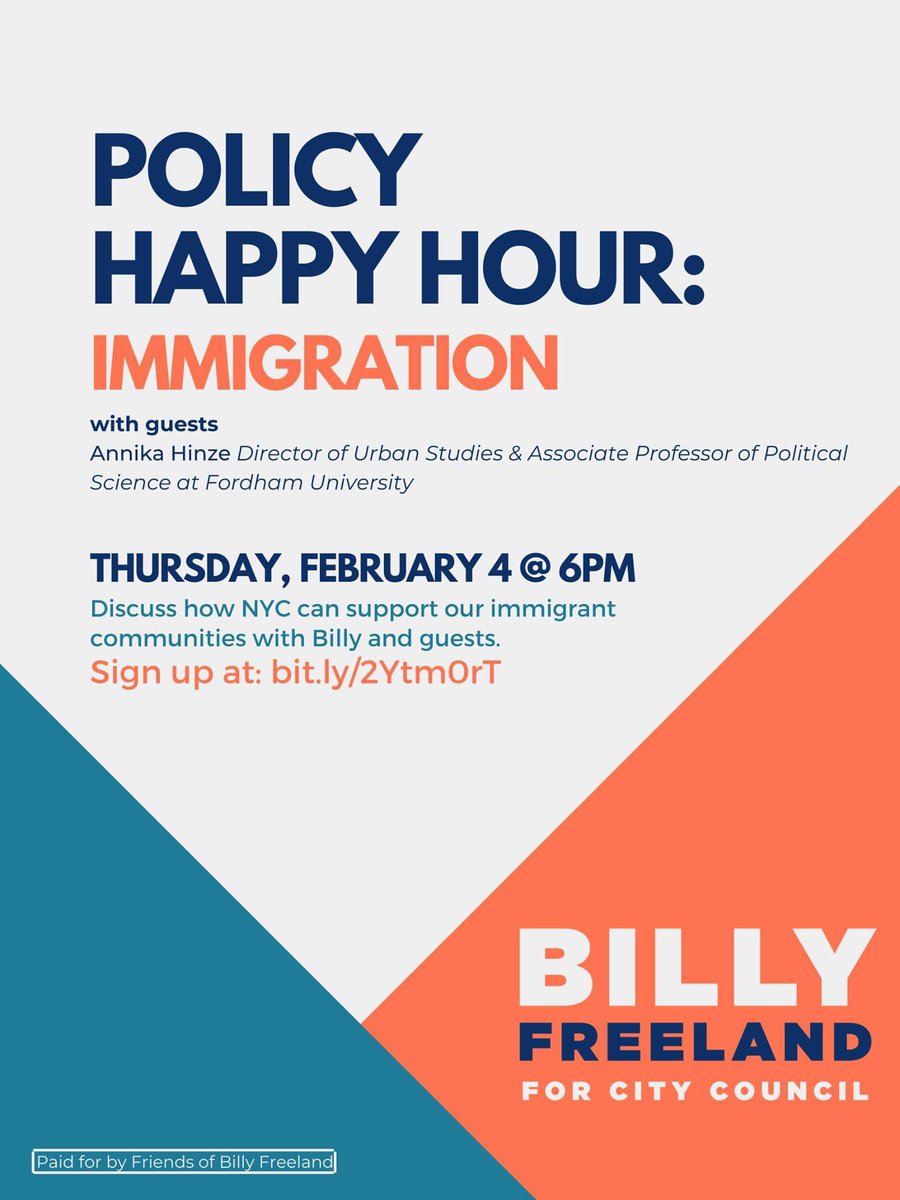 POLICY
HAPPY HOUR:
IMMIGRATION
with guests
Annika Hinze Director of Urban Studies & Associate Professor of Political
Science at Fordham University
THURSDAY, FEBRUARY 4 @ 6PM
Discuss how NYC can support our immigrant
communities with Billy and guests.
Sign up at: bit.ly/2Ytm0rT
BILLY
FREELAND
FOR CITY COUNCIL
Paid for by Friends of Billy Freeland